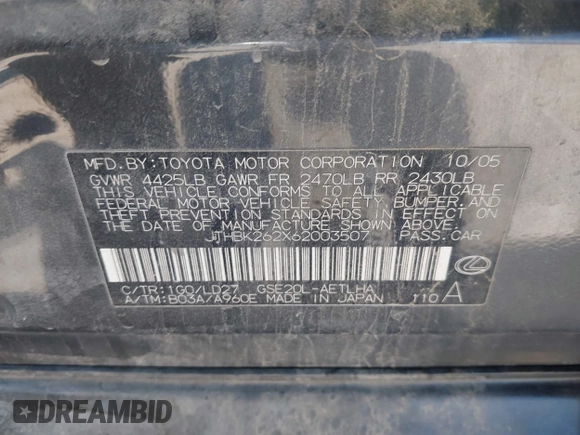 MFD. BY: TOYOTA MOTOR CORPORATION 10/05
GVWR 4425LB GAWR FR 2470LB RR 2430LB
THIS VEHICLE CONFORMS TO ALL APPLICABLE
FEDERAL MOTOR VEHICLE SAFETY, BUMPER, AND
THEFT PREVENTION STANDARDS IN EFFECT ON
THE DATE OF MANUFACTURE SHOWN ABOVE.
JTHBK262X62003507 PASS.CAR
C/TR: 1G0/LD27 GSE20L-AETLHA
A/TM: B03A/A960E MADE IN JAPAN 110 A
DREAMBID